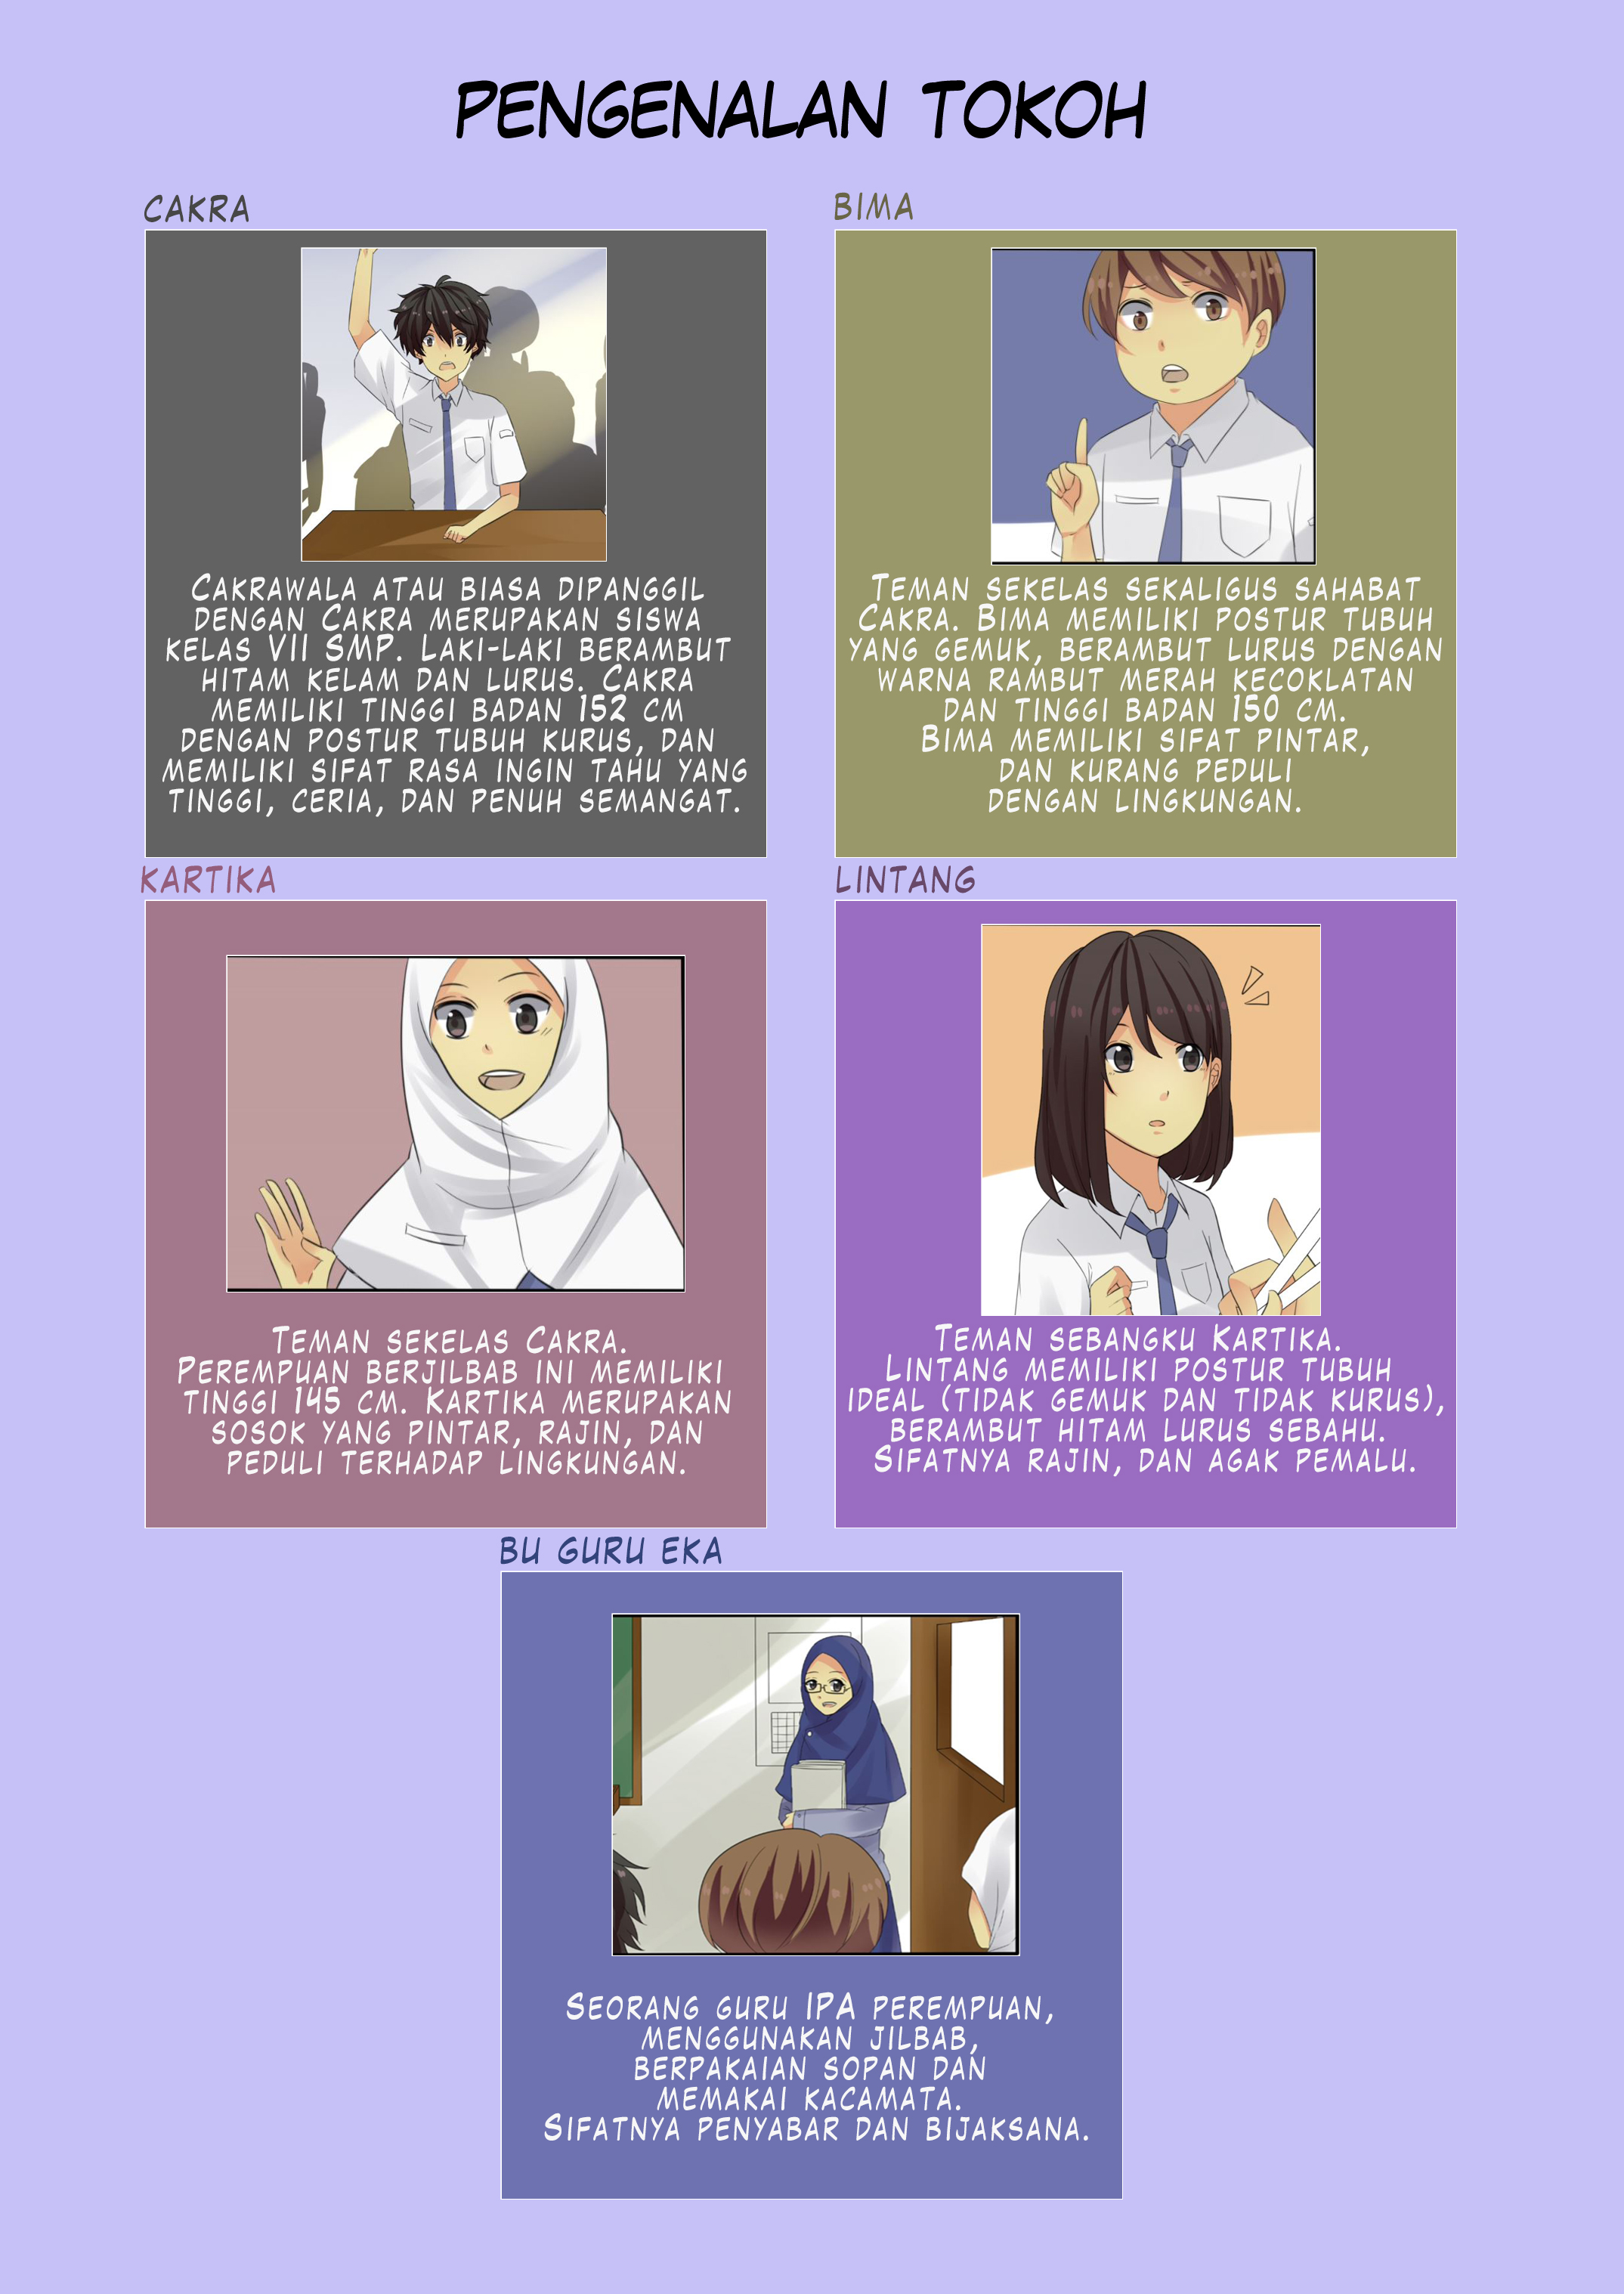 PENGENALAN TOKOH
CAKRA
CAKRAWALA ATAU BIASA DIPANGGIL
DENGAN CAKRA MERUPAKAN SISWA
KELAS VII SMP. LAKI-LAKI BERAMBUT
HITAM KELAM DAN LURUS. CAKRA
MEMILIKI TINGGI BADAN 152 CM
DENGAN POSTUR TUBUH KURUS, DAN
MEMILIKI SIFAT RASA INGIN TAHU YANG
TINGGI, CERIA, DAN PENUH SEMANGAT.
BIMA
TEMAN SEKELAS SEKALIGUS SAHABAT
CAKRA. BIMA MEMILIKI POSTUR TUBUH
YANG GEMUK, BERAMBUT LURUS DENGAN
WARNA RAMBUT MERAH KECOKLATAN
DAN TINGGI BADAN 150 CM.
BIMA MEMILIKI SIFAT PINTAR,
DAN KURANG PEDULI
DENGAN LINGKUNGAN.
KARTIKA
TEMAN SEKELAS CAKRA.
PEREMPUAN BERJILBAB INI MEMILIKI
TINGGI 145 CM. KARTIKA MERUPAKAN
SOSOK YANG PINTAR, RAJIN, DAN
PEDULI TERHADAP LINGKUNGAN.
LINTANG
TEMAN SEBANGKU KARTIKA.
LINTANG MEMILIKI POSTUR TUBUH
IDEAL (TIDAK GEMUK DAN TIDAK KURUS),
BERAMBUT HITAM LURUS SEBAHU.
SIFATNYA RAJIN, DAN AGAK PEMALU.
BU GURU EKA
SEORANG GURU IPA PEREMPUAN,
MENGGUNAKAN JILBAB,
BERPAKAIAN SOPAN DAN
MEMAKAI KACAMATA.
SIFATNYA PENYABAR DAN BIJAKSANA.